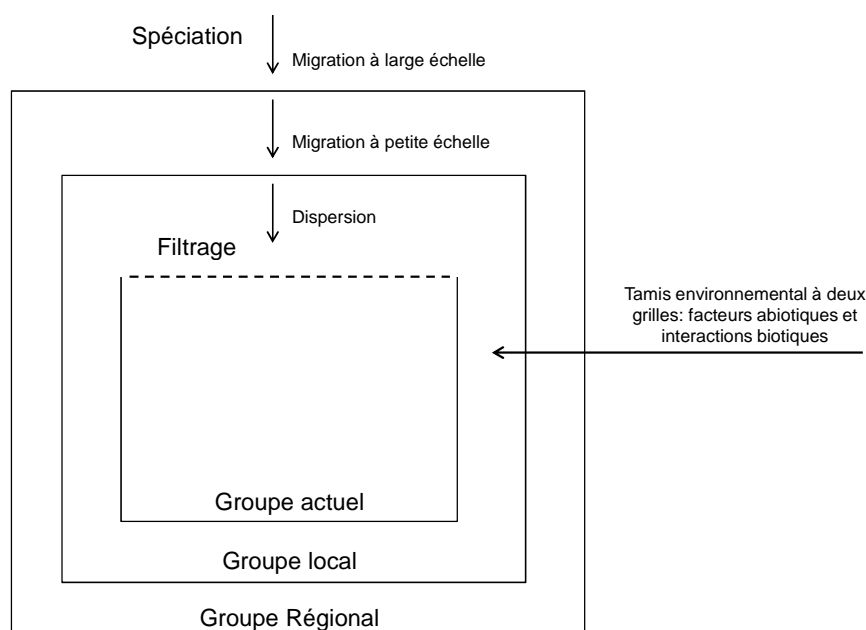 Spéciation
Migration à large échelle
Migration à petite échelle
Dispersion
Filtrage
Tamis environnemental à deux
grilles: facteurs abiotiques et
interactions biotiques
Groupe actuel
Groupe local
Groupe Régional